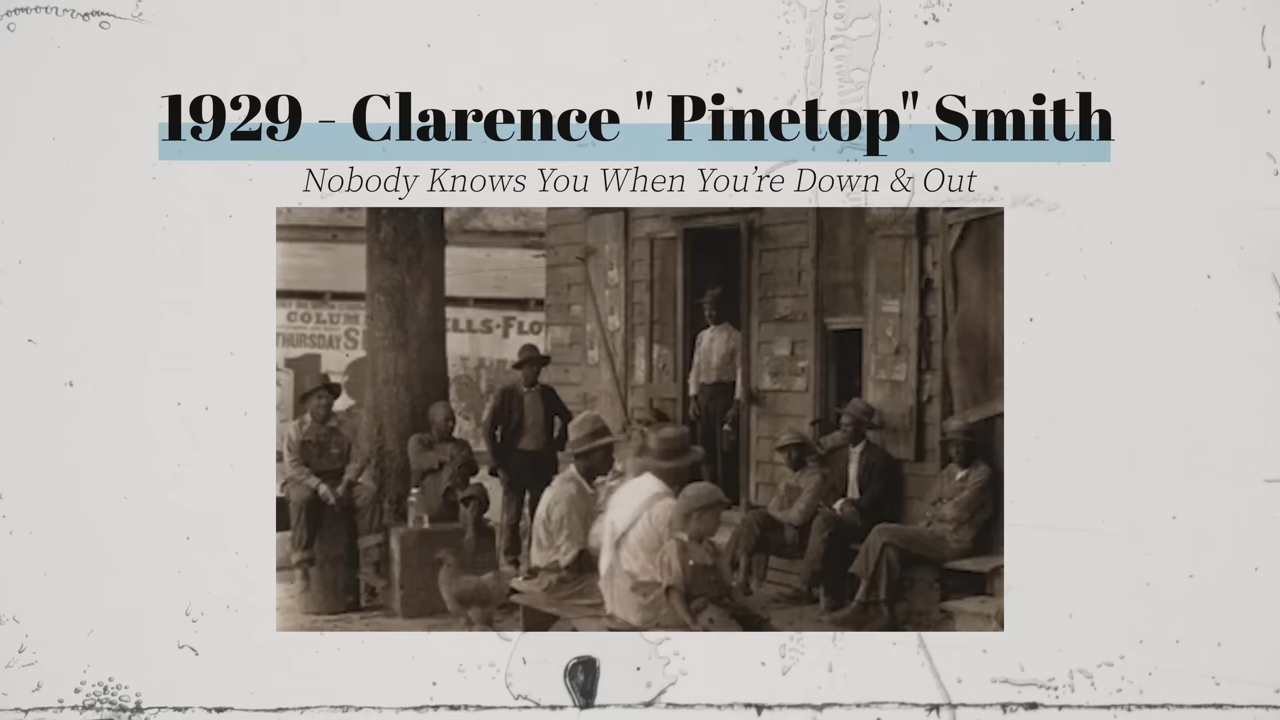 1929 - Clarence " Pinetop" Smith
Nobody Knows You When You're Down & Out
COLUM
THURSDAY S
ELLS-FLO